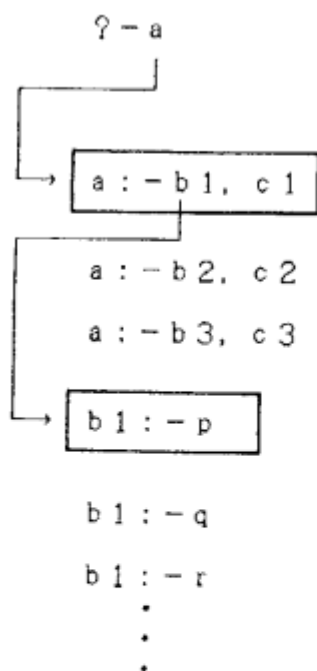 ?-a
a:-b1, c1
a:-b2, c2
a:-b3, c3
b1:-p
b1:-q
b1:-r
.
.
.